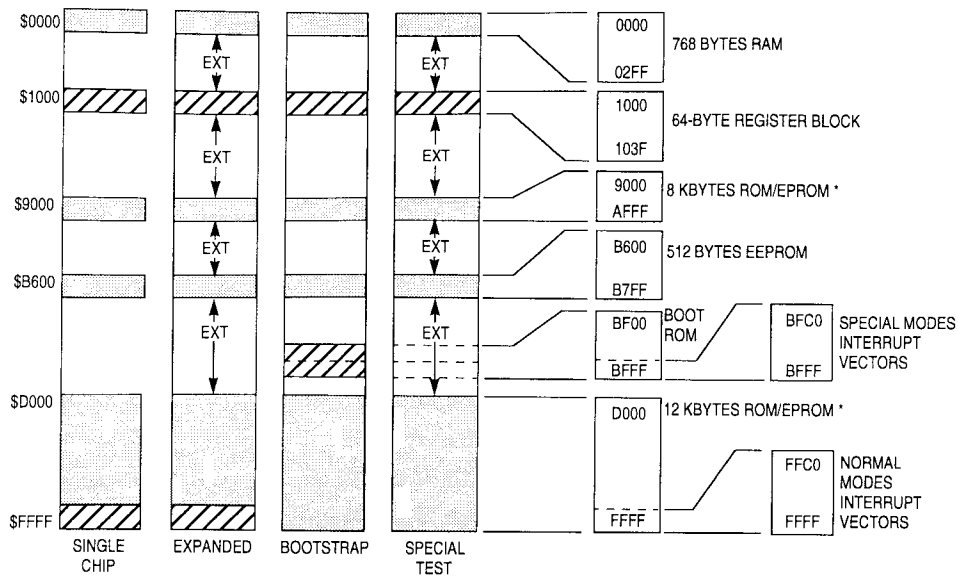 $0000
EXT
EXT
0000
768 BYTES RAM
02FF
$1000
1000
64-BYTE REGISTER BLOCK
103F
EXT
EXT
$9000
9000
8 KBYTES ROM/EPROM *
AFFF
EXT
EXT
B600
512 BYTES EEPROM
$B600
B7FF
EXT
EXT
BF00
BOOT
ROM
BFFF
BFC0
SPECIAL MODES
INTERRUPT
VECTORS
BFFF
$D000
D000
12 KBYTES ROM/EPROM *
FFC0
NORMAL
MODES
INTERRUPT
VECTORS
$FFFF
FFFF
FFFF
SINGLE
CHIP
EXPANDED
BOOTSTRAP
SPECIAL
TEST